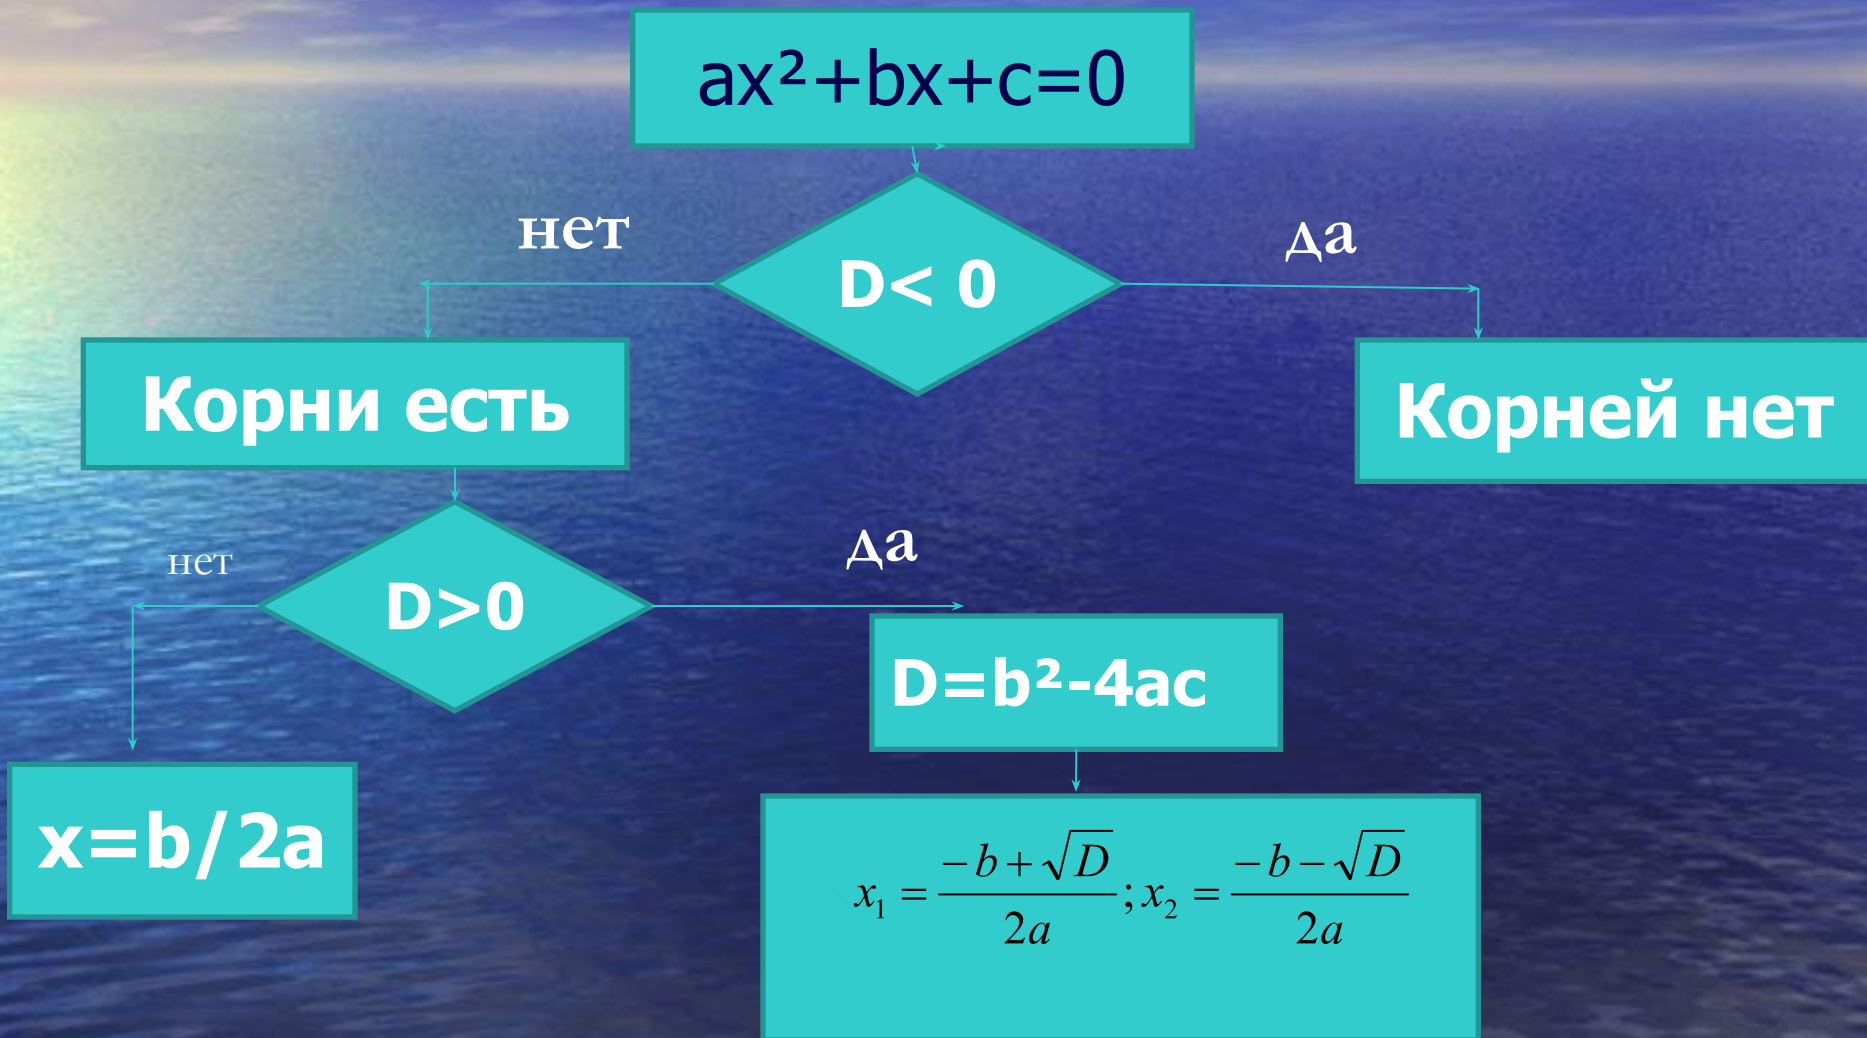 ax²+bx+c=0
нет
да
D< 0
Корни есть
Корней нет
нет
да
D>0
D=b²-4ac
x=b/2a
x₁ = (−b + √D)/2a ; x₂ = (−b − √D)/2a